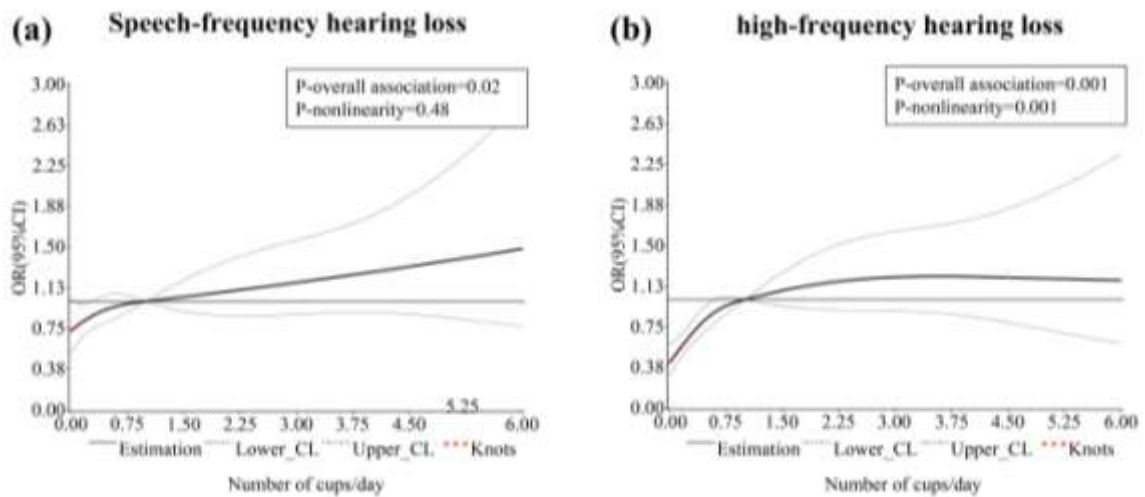 (a) Speech-frequency hearing loss
P-overall association=0.02
P-nonlinearity=0.48
OR(95%CI)
3.00
2.63
2.25
1.88
1.50
1.13
0.75
0.38
0.00
0.00 0.75 1.50 2.25 3.00 3.75 4.50 5.25 6.00
Estimation Lower_CL Upper_CL Knots
Number of cups/day
(b) high-frequency hearing loss
P-overall association=0.001
P-nonlinearity=0.001
OR(95%CI)
3.00
2.63
2.25
1.88
1.50
1.13
0.75
0.38
0.00
0.00 0.75 1.50 2.25 3.00 3.75 4.50 5.25 6.00
Estimation Lower_CL Upper_CL Knots
Number of cups/day